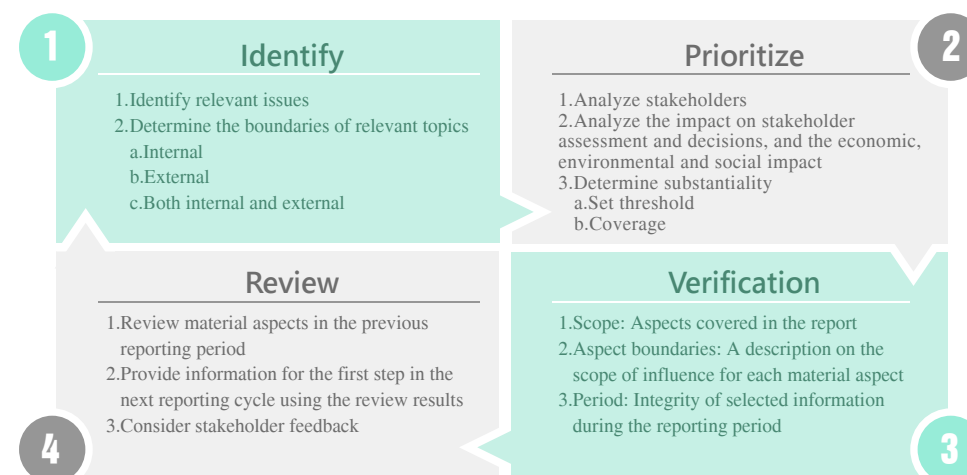 1
Identify
1.Identify relevant issues
2.Determine the boundaries of relevant topics
a.Internal
b.External
c.Both internal and external
2
Prioritize
1.Analyze stakeholders
2.Analyze the impact on stakeholder
assessment and decisions, and the economic,
environmental and social impact
3.Determine substantiality
a.Set threshold
b.Coverage
3
Verification
1.Scope: Aspects covered in the report
2.Aspect boundaries: A description on the
scope of influence for each material aspect
3.Period: Integrity of selected information
during the reporting period
4
Review
1.Review material aspects in the previous
reporting period
2.Provide information for the first step in the
next reporting cycle using the review results
3.Consider stakeholder feedback